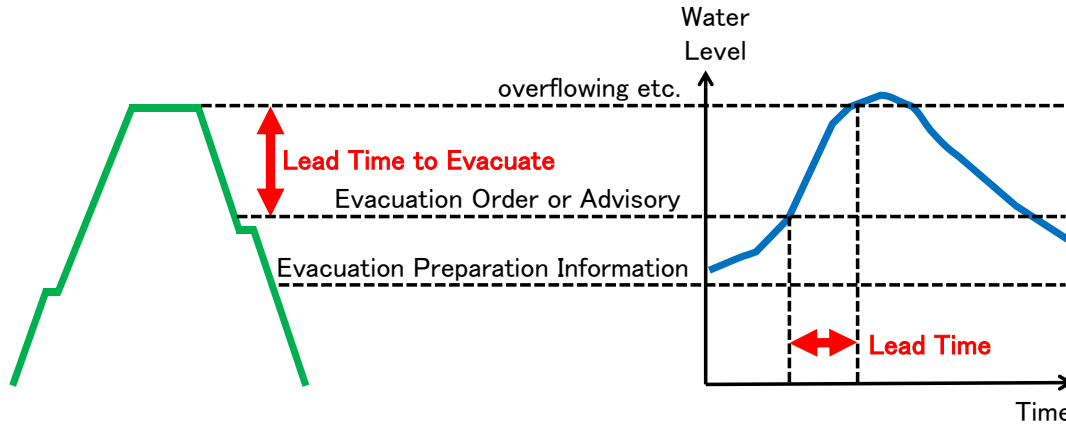 Water
Level
overflowing etc.
Lead Time to Evacuate
Evacuation Order or Advisory
Evacuation Preparation Information
Lead Time
Time